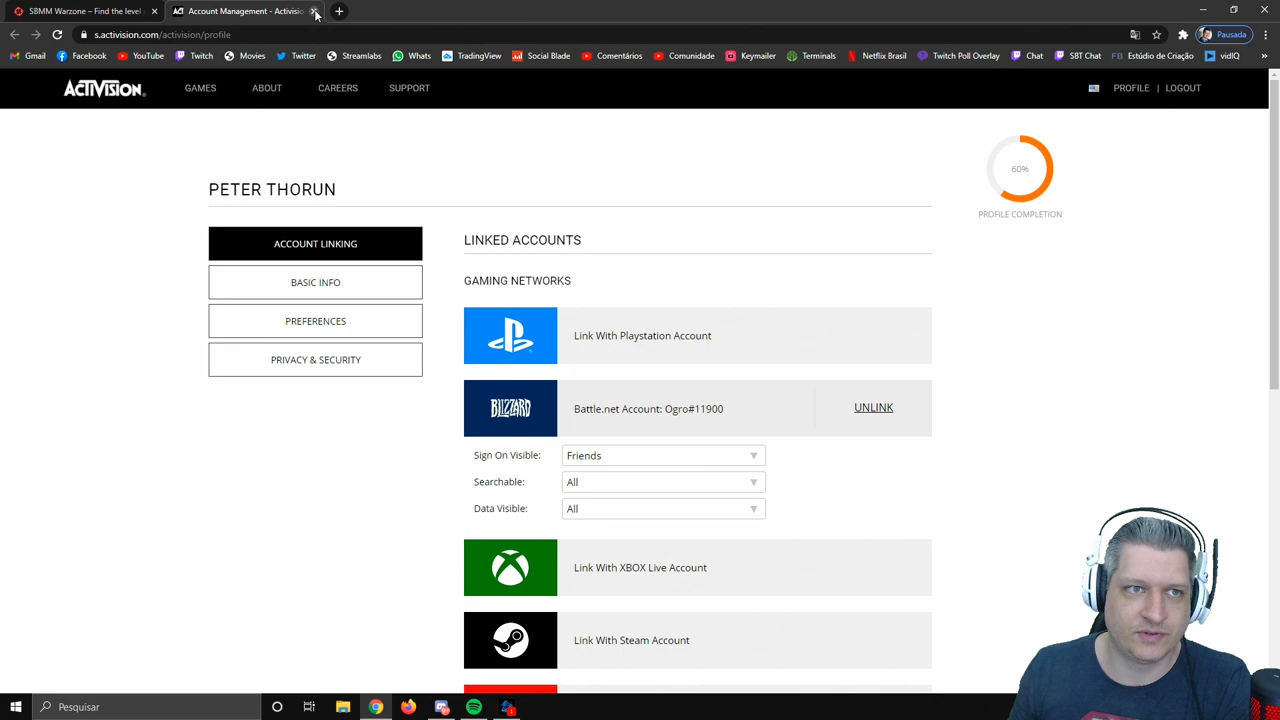 SBMM Warzone – Find the level
Account Management - Activisio
s.activision.com/activision/profile
Pausada
Gmail Facebook YouTube Twitch Movies Twitter Streamlabs Whats TradingView Social Blade Comentários Comunidade Keymailer Terminals Netflix Brasil Twitch Poll Overlay Chat SBT Chat FB Estúdio de Criação vidIQ »
ACTIVISION GAMES ABOUT CAREERS SUPPORT PROFILE | LOGOUT
60%
PROFILE COMPLETION
PETER THORUN
ACCOUNT LINKING
BASIC INFO
PREFERENCES
PRIVACY & SECURITY
LINKED ACCOUNTS
GAMING NETWORKS
Link With Playstation Account
BLIZZARD Battle.net Account: Ogro#11900 UNLINK
Sign On Visible: Friends
Searchable: All
Data Visible: All
Link With XBOX Live Account
Link With Steam Account
Pesquisar